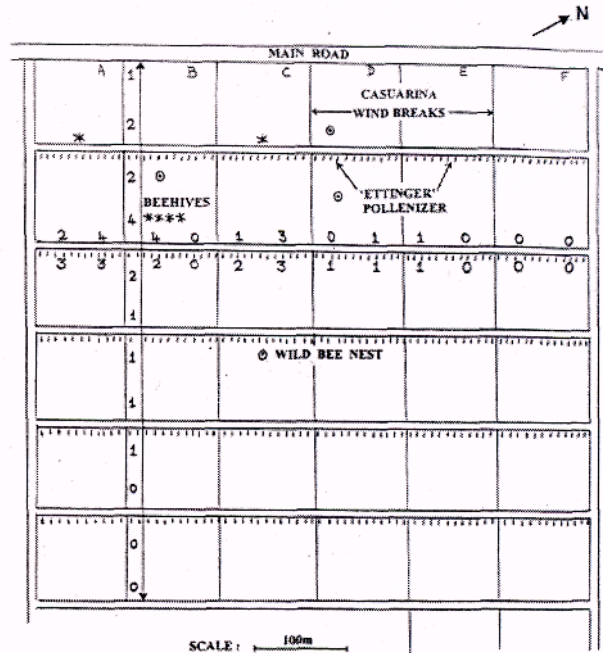 N
MAIN ROAD
A 1 B C D E F
CASUARINA
WIND BREAKS
2 * *
2
'ETTINGER'
POLLENIZER
BEEHIVES
4 ****
2 4 4 0 1 3 0 1 1 0 0 0
3 3 2 0 2 3 1 1 1 0 0 0
2
1
1 WILD BEE NEST
1
1
0
0
0
SCALE: 100m